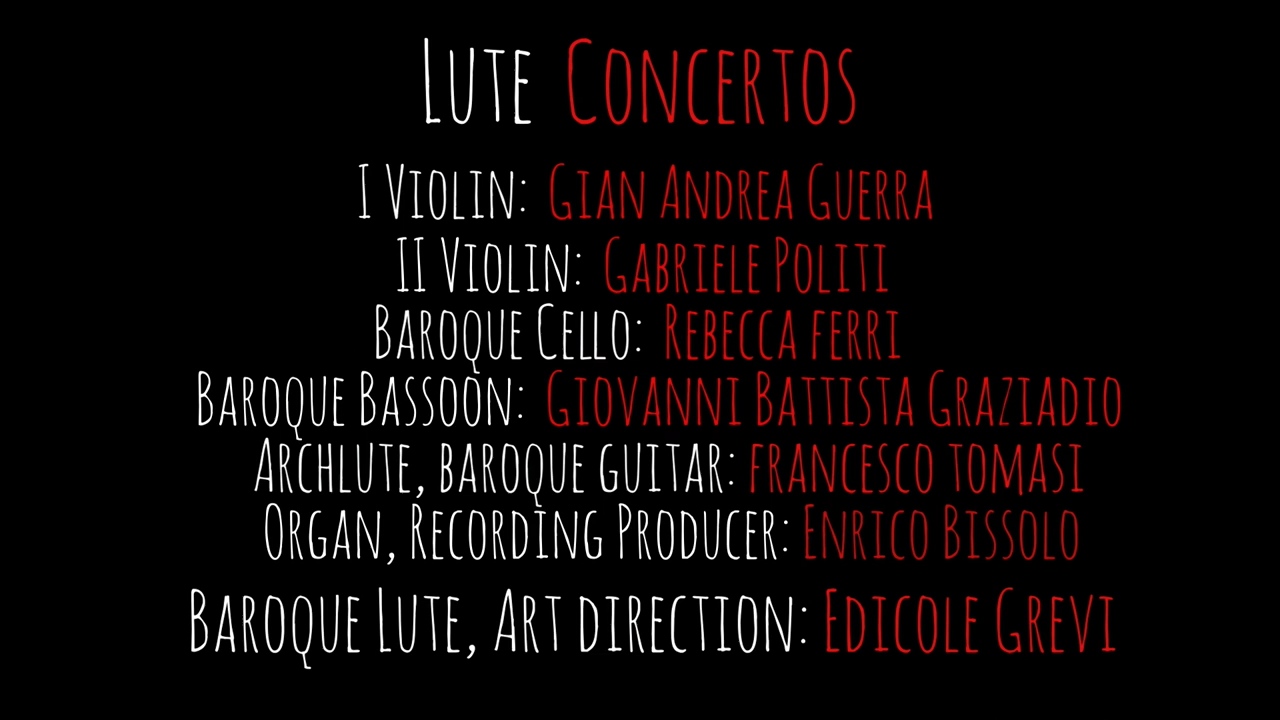 Lute Concertos
I Violin: Gian Andrea Guerra
II Violin: Gabriele Politi
Baroque Cello: Rebecca Ferri
Baroque Bassoon: Giovanni Battista Graziadio
Archlute, baroque guitar: Francesco Tomasi
Organ, Recording Producer: Enrico Bissolo
Baroque Lute, Art direction: Edicole Grevi